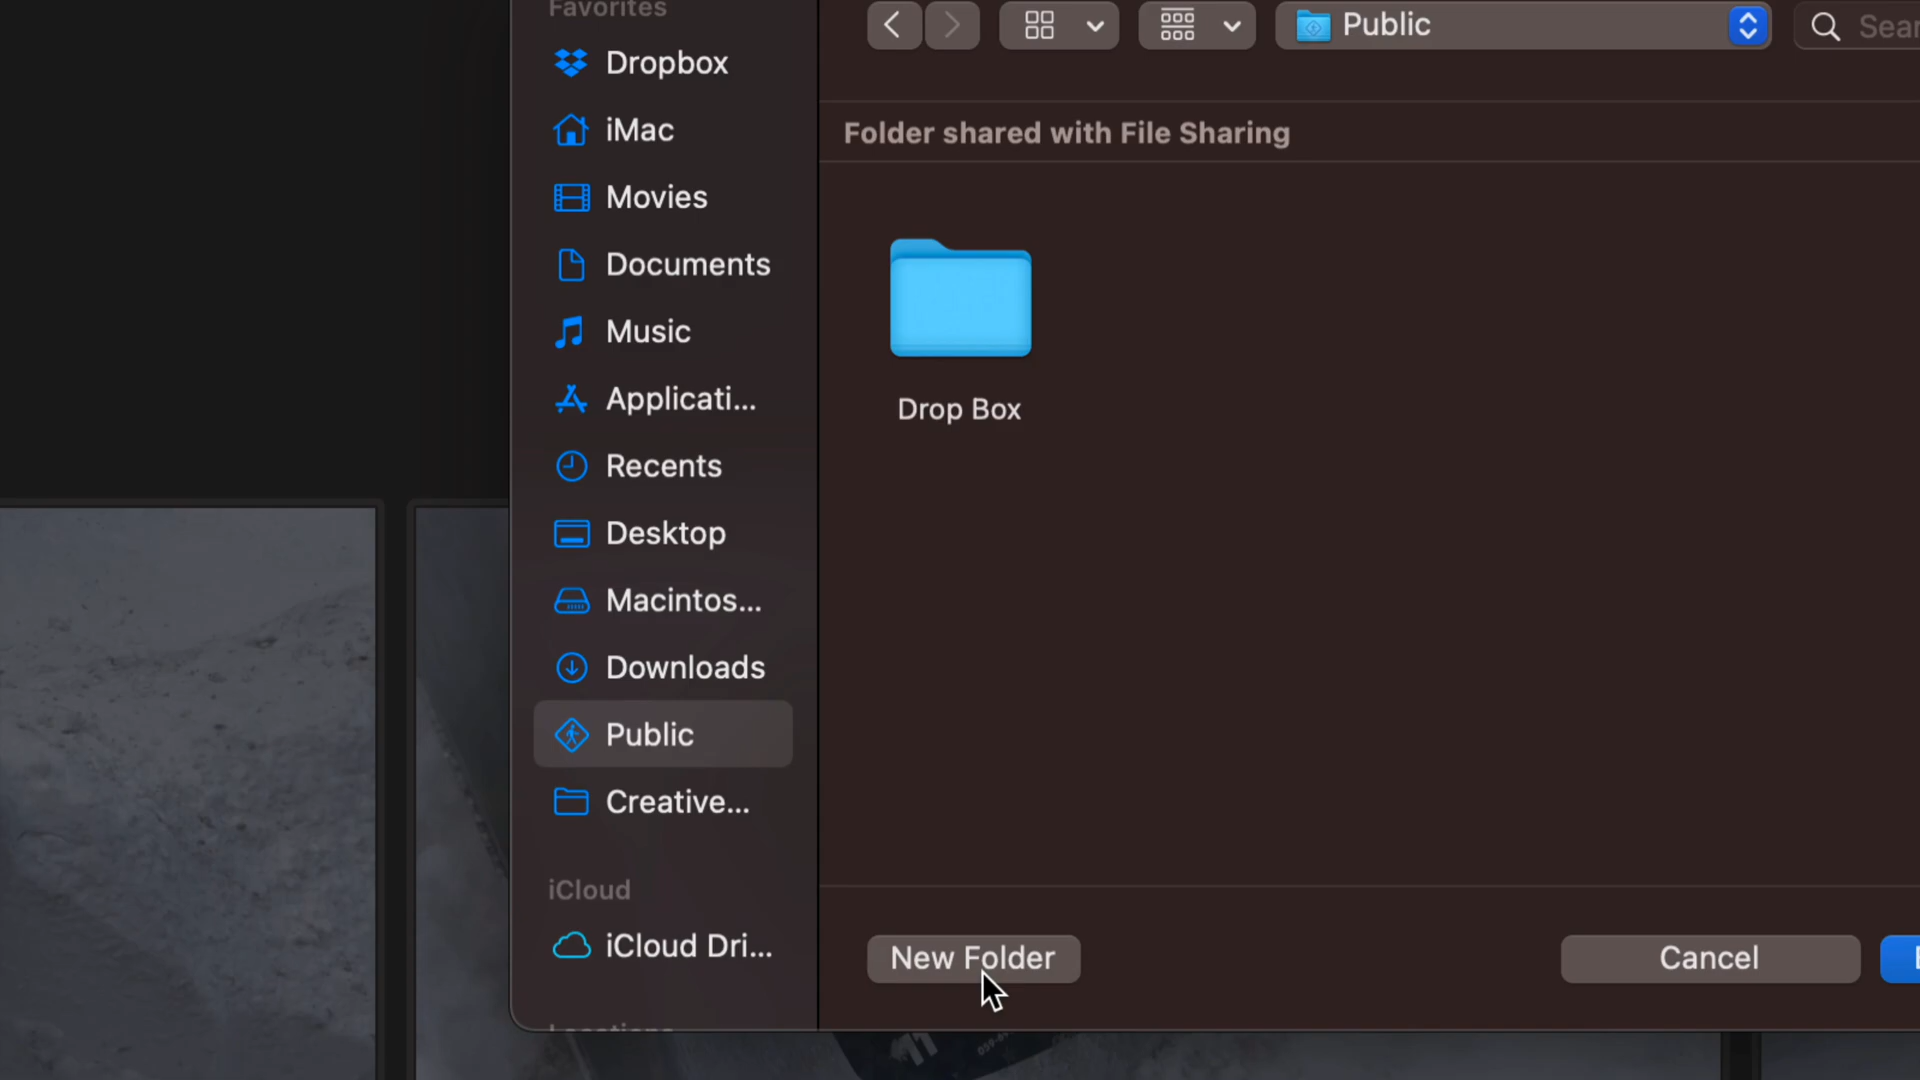 Favorites
Dropbox
iMac
Movies
Documents
Music
Applicati...
Recents
Desktop
Macintos...
Downloads
Public
Creative...
iCloud
iCloud Dri...
Locations
Public
Sear
Folder shared with File Sharing
Drop Box
New Folder
Cancel